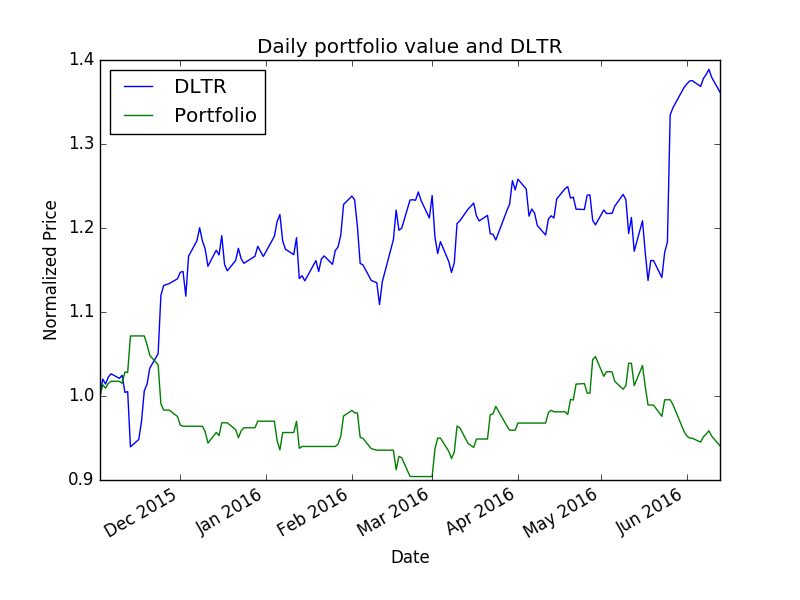 Daily portfolio value and DLTR
DLTR
Portfolio
1.4
1.3
1.2
1.1
1.0
0.9
Normalized Price
Dec 2015
Jan 2016
Feb 2016
Mar 2016
Apr 2016
May 2016
Jun 2016
Date